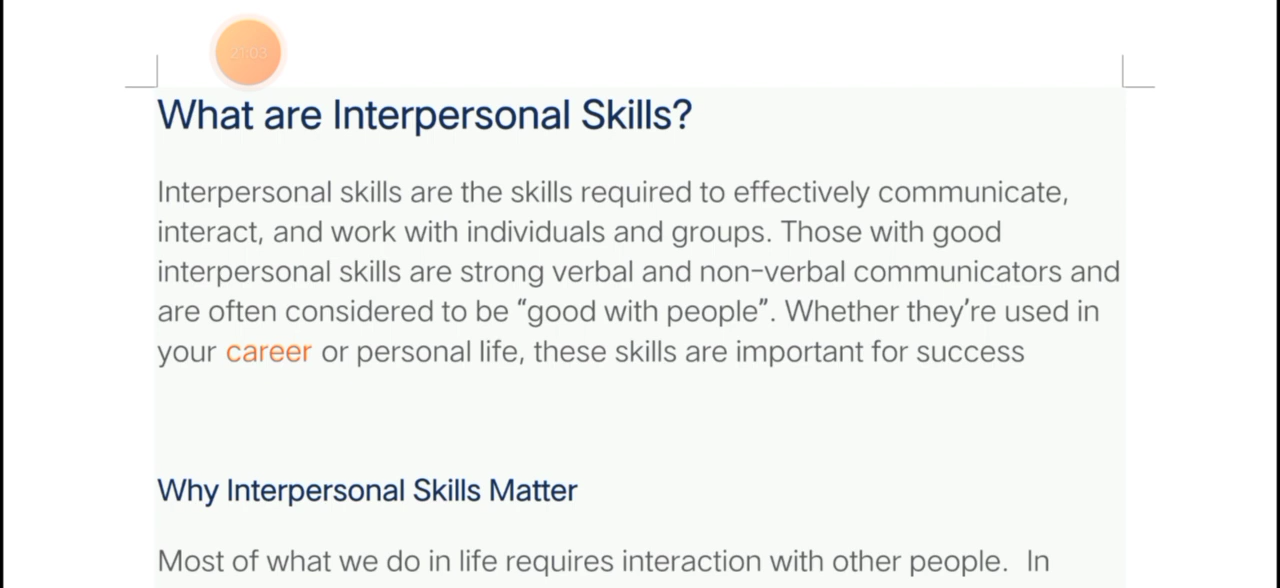 21:03
What are Interpersonal Skills?
Interpersonal skills are the skills required to effectively communicate,
interact, and work with individuals and groups. Those with good
interpersonal skills are strong verbal and non-verbal communicators and
are often considered to be “good with people”. Whether they’re used in
your career or personal life, these skills are important for success
Why Interpersonal Skills Matter
Most of what we do in life requires interaction with other people.  In